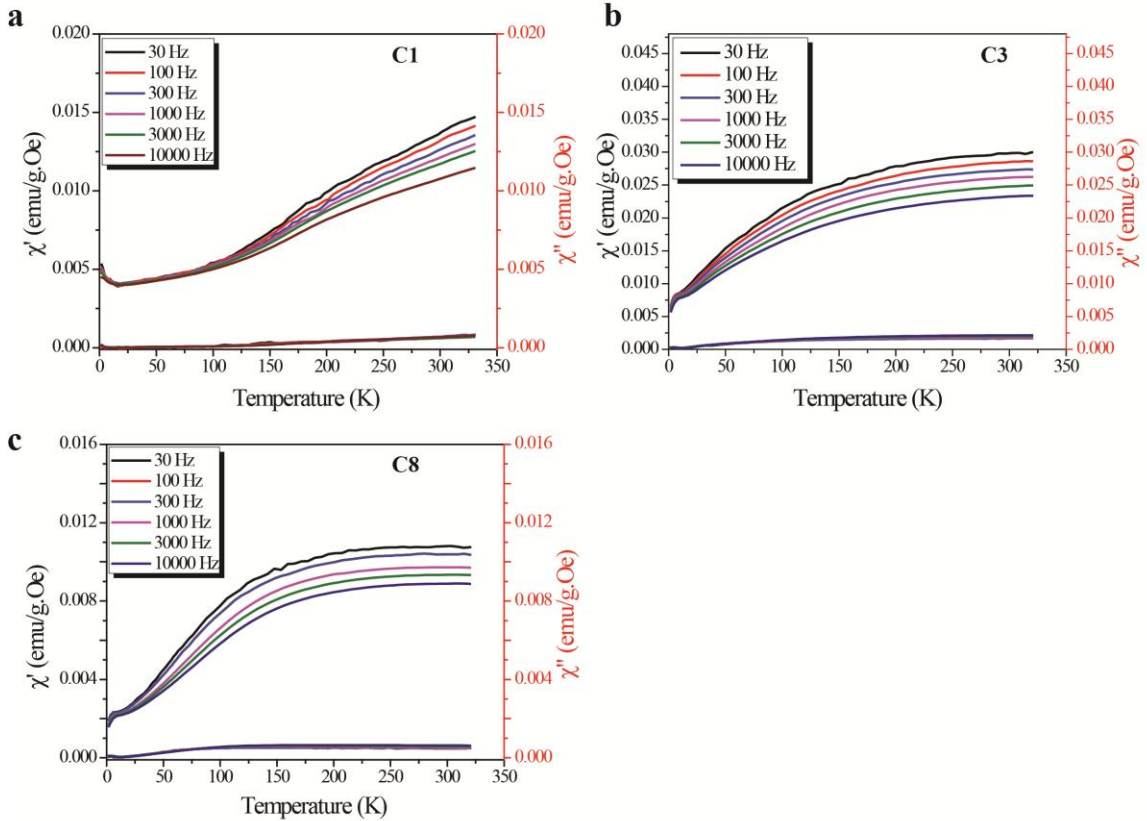 a
C1
30 Hz
100 Hz
300 Hz
1000 Hz
3000 Hz
10000 Hz
0.020
0.015
0.010
0.005
0.000
χ' (emu/g.Oe)
0.020
0.015
0.010
0.005
0.000
χ" (emu/g.Oe)
0 50 100 150 200 250 300 350
Temperature (K)
b
C3
30 Hz
100 Hz
300 Hz
1000 Hz
3000 Hz
10000 Hz
0.045
0.040
0.035
0.030
0.025
0.020
0.015
0.010
0.005
0.000
χ' (emu/g.Oe)
0.045
0.040
0.035
0.030
0.025
0.020
0.015
0.010
0.005
0.000
χ" (emu/g.Oe)
0 50 100 150 200 250 300 350
Temperature (K)
c
C8
30 Hz
100 Hz
300 Hz
1000 Hz
3000 Hz
10000 Hz
0.016
0.012
0.008
0.004
0.000
χ' (emu/g.Oe)
0.016
0.012
0.008
0.004
0.000
χ" (emu/g.Oe)
0 50 100 150 200 250 300 350
Temperature (K)